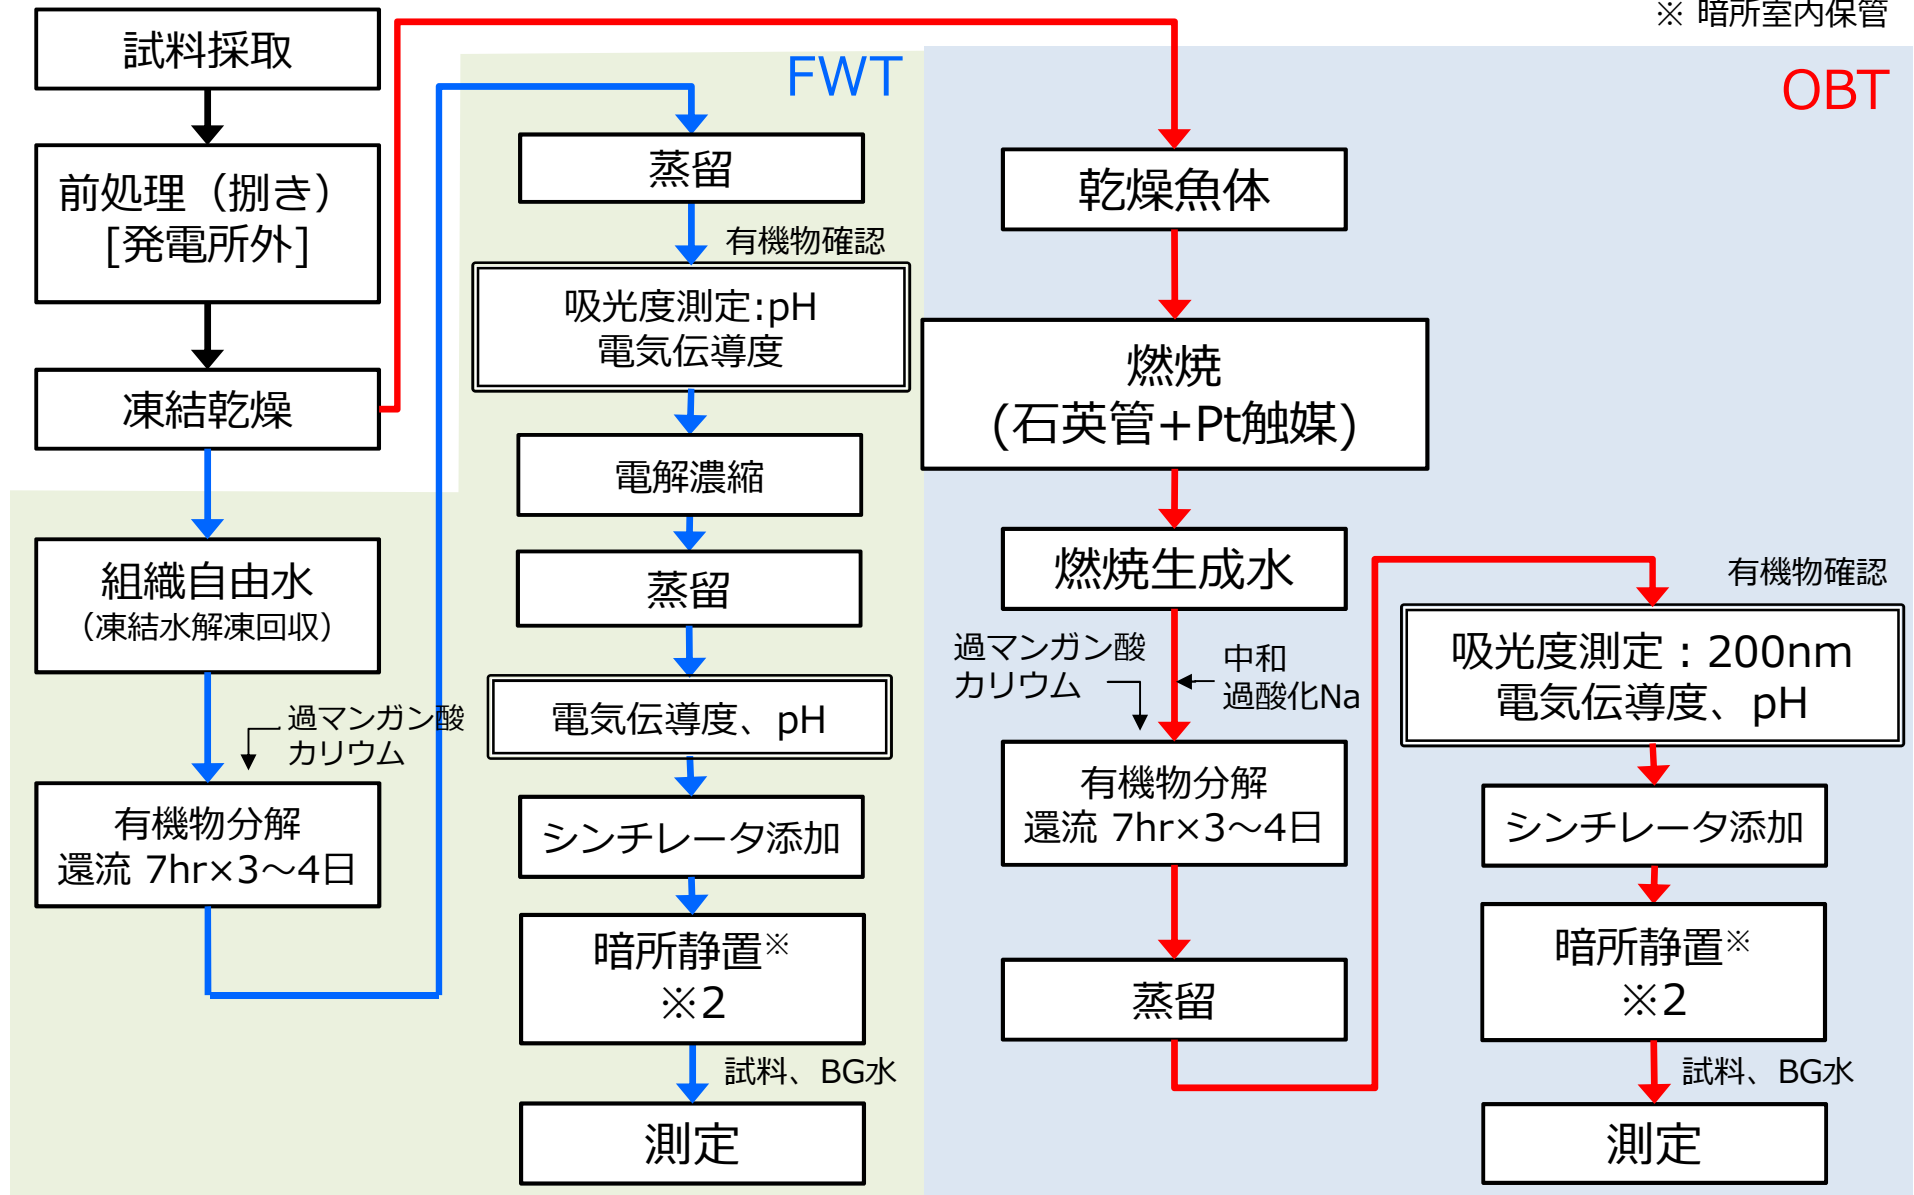 ※ 暗所室内保管
試料採取
前処理（捌き）
[発電所外]
凍結乾燥
組織自由水
（凍結水解凍回収）
過マンガン酸
カリウム
有機物分解
還流 7hr×3～4日
FWT
蒸留
有機物確認
吸光度測定:pH
電気伝導度
電解濃縮
蒸留
電気伝導度、pH
シンチレータ添加
暗所静置※
※2
試料、BG水
測定
OBT
乾燥魚体
燃焼
(石英管+Pt触媒)
燃焼生成水
過マンガン酸
カリウム
中和
過酸化Na
有機物分解
還流 7hr×3～4日
蒸留
有機物確認
吸光度測定：200nm
電気伝導度、pH
シンチレータ添加
暗所静置※
※2
試料、BG水
測定